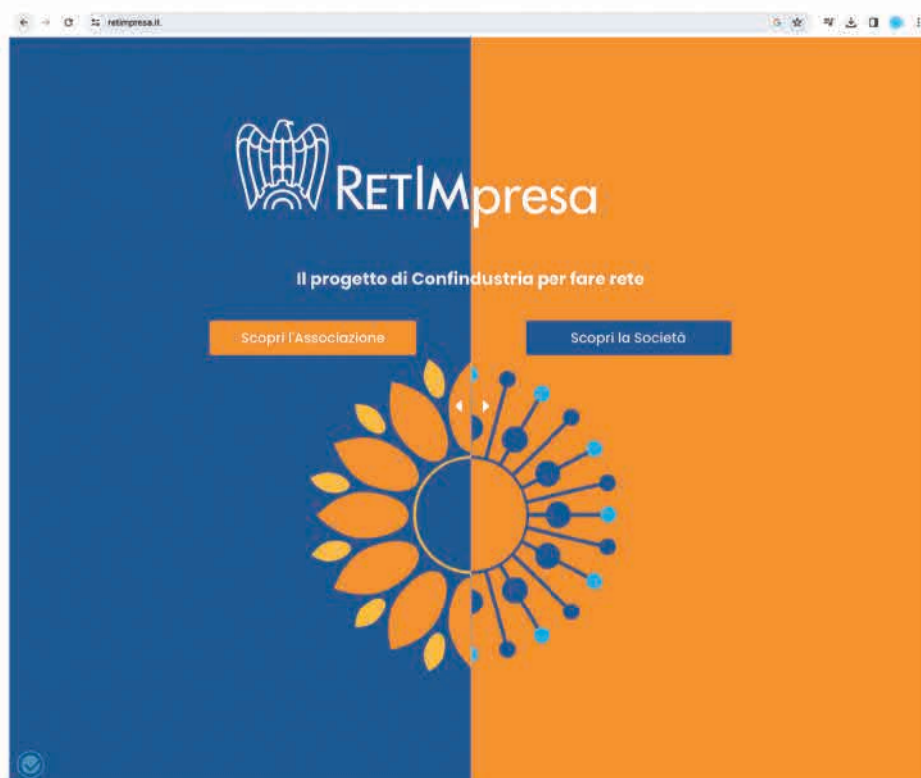 retimpresa.it
RETIMpresa
Il progetto di Confindustria per fare rete
Scopri l'Associazione
Scopri la Società